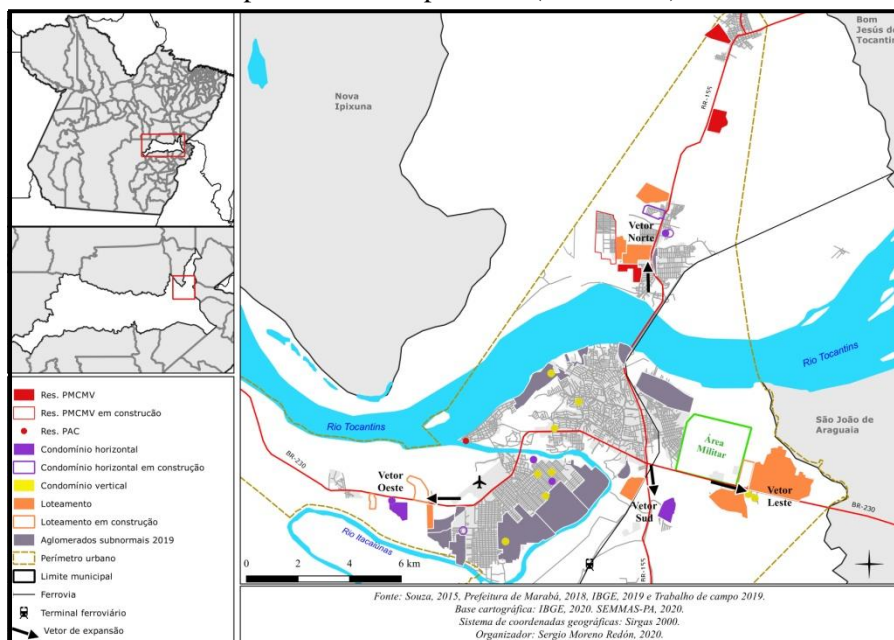 Bom
Jesús do
Tocantins
Nova
Ipixuna
BR-155
Vetor
Norte
Rio Tocantins
São João de
Araguaia
Rio Tocantins
Área
Militar
BR-230
Vetor
Oeste
Vetor
Sul
Vetor
Leste
BR-230
Rio Itacaiunas
BR-155
0 2 4 6 km
Res. PMCMV
Res. PMCMV em construcão
Res. PAC
Condomínio horizontal
Condomínio horizontal em construção
Condomínio vertical
Loteamento
Loteamento em construcão
Aglomerados subnormais 2019
Perímetro urbano
Limite municipal
Ferrovia
Terminal ferroviário
Vetor de expansão
Fonte: Souza, 2015, Prefeitura de Marabá, 2018, IBGE, 2019 e Trabalho de campo 2019.
Base cartográfica: IBGE, 2020. SEMMAS-PA, 2020.
Sistema de coordenadas geográficas: Sirgas 2000.
Organizador: Sergio Moreno Redón, 2020.